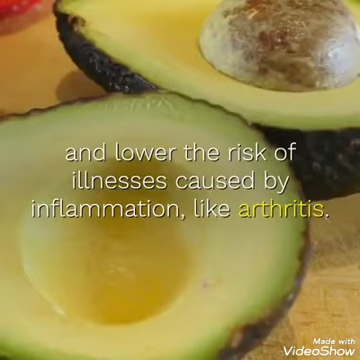 and lower the risk of
illnesses caused by
inflammation, like arthritis.
Made with
VideoShow